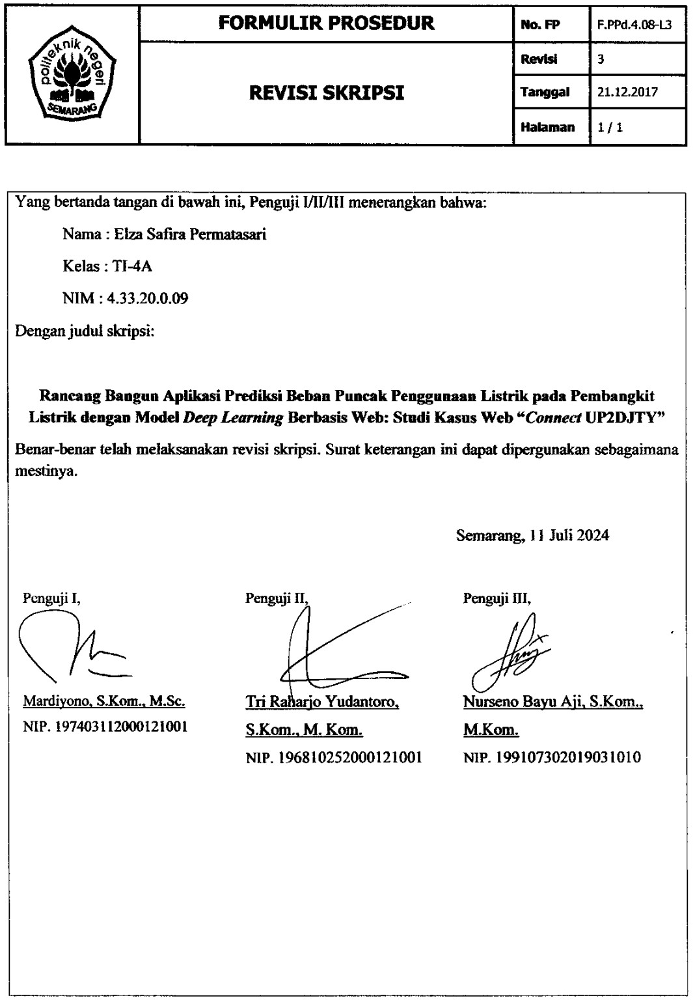 politeknik negeri
SEMARANG
FORMULIR PROSEDUR
REVISI SKRIPSI
No. FP F.PPd.4.08-L3
Revisi 3
Tanggal 21.12.2017
Halaman 1 / 1
Yang bertanda tangan di bawah ini, Penguji I/II/III menerangkan bahwa:
Nama : Elza Safira Permatasari
Kelas : TI-4A
NIM : 4.33.20.0.09
Dengan judul skripsi:
Rancang Bangun Aplikasi Prediksi Beban Puncak Penggunaan Listrik pada Pembangkit
Listrik dengan Model Deep Learning Berbasis Web: Studi Kasus Web “Connect UP2DJTY”
Benar-benar telah melaksanakan revisi skripsi. Surat keterangan ini dapat dipergunakan sebagaimana
mestinya.
Semarang, 11 Juli 2024
Penguji I,
Mardiyono, S.Kom., M.Sc.
NIP. 197403112000121001
Penguji II,
Tri Raharjo Yudantoro,
S.Kom., M. Kom.
NIP. 196810252000121001
Penguji III,
Nurseno Bayu Aji, S.Kom.,
M.Kom.
NIP. 199107302019031010